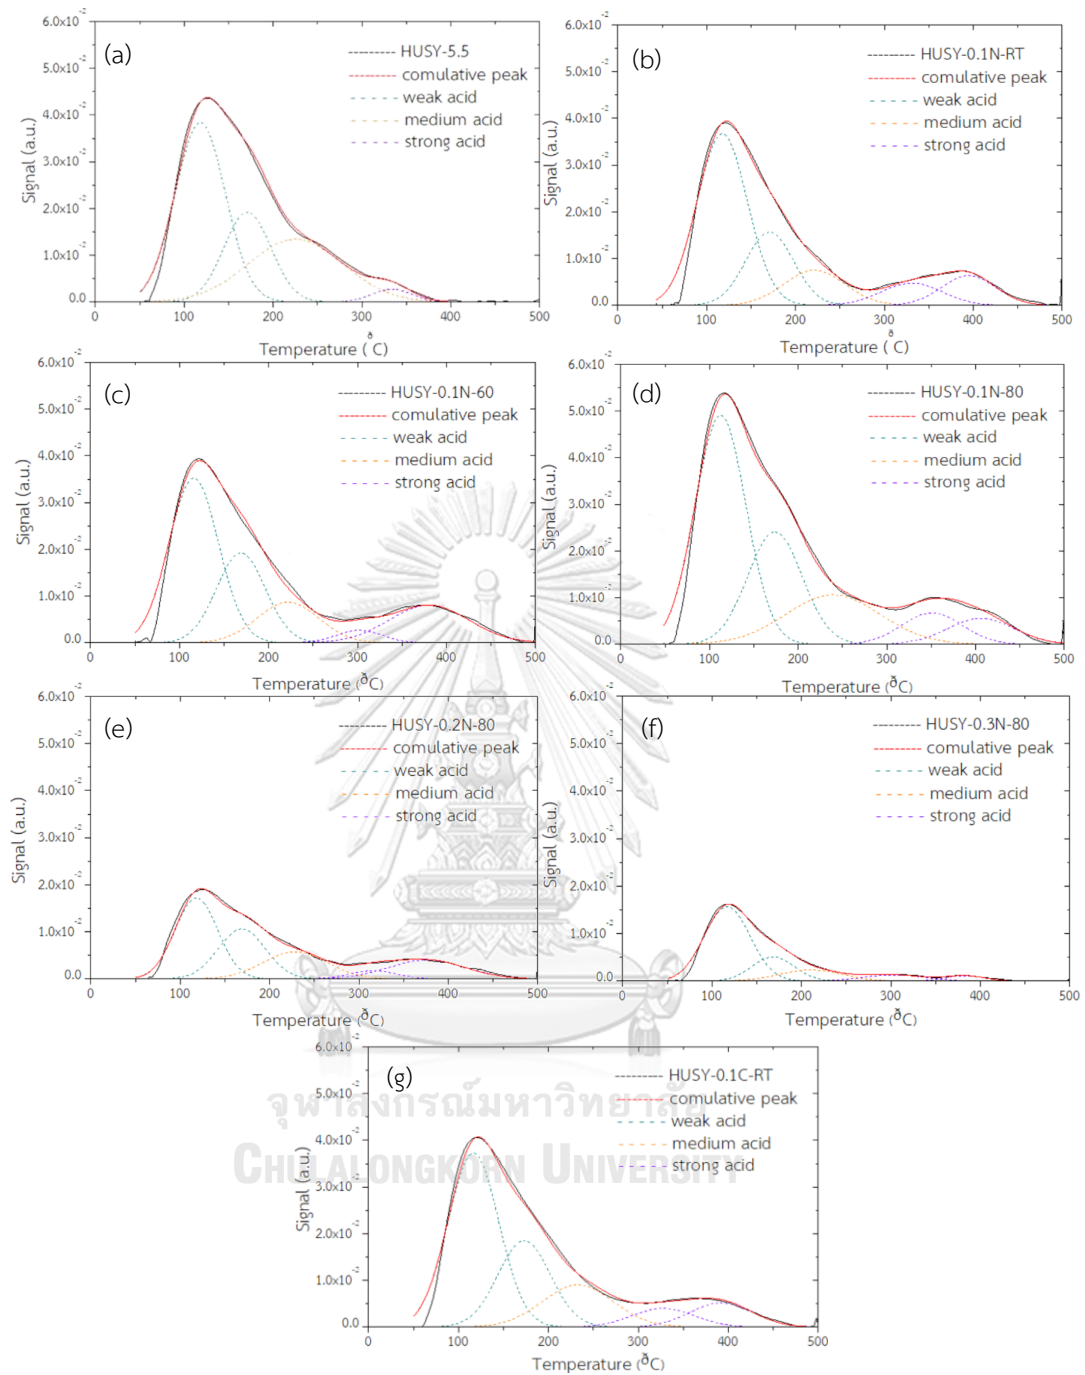 (a)
6.0x10⁻²
5.0x10⁻²
4.0x10⁻²
3.0x10⁻²
2.0x10⁻²
1.0x10⁻²
0.0
Signal (a.u.)
HUSY-5.5
comulative peak
weak acid
medium acid
strong acid
0 100 200 300 400 500
Temperature (ðC)
(b)
6.0x10⁻²
5.0x10⁻²
4.0x10⁻²
3.0x10⁻²
2.0x10⁻²
1.0x10⁻²
0.0
Signal (a.u.)
HUSY-0.1N-RT
comulative peak
weak acid
medium acid
strong acid
0 100 200 300 400 500
Temperature (ðC)
(c)
6.0x10⁻²
5.0x10⁻²
4.0x10⁻²
3.0x10⁻²
2.0x10⁻²
1.0x10⁻²
0.0
Signal (a.u.)
HUSY-0.1N-60
comulative peak
weak acid
medium acid
strong acid
0 100 200 300 400 500
Temperature (ðC)
(d)
6.0x10⁻²
5.0x10⁻²
4.0x10⁻²
3.0x10⁻²
2.0x10⁻²
1.0x10⁻²
0.0
Signal (a.u.)
HUSY-0.1N-80
comulative peak
weak acid
medium acid
strong acid
0 100 200 300 400 500
Temperature (ðC)
(e)
6.0x10⁻²
5.0x10⁻²
4.0x10⁻²
3.0x10⁻²
2.0x10⁻²
1.0x10⁻²
0.0
Signal (a.u.)
HUSY-0.2N-80
comulative peak
weak acid
medium acid
strong acid
0 100 200 300 400 500
Temperature (ðC)
(f)
6.0x10⁻²
5.0x10⁻²
4.0x10⁻²
3.0x10⁻²
2.0x10⁻²
1.0x10⁻²
0.0
Signal (a.u.)
HUSY-0.3N-80
comulative peak
weak acid
medium acid
strong acid
0 100 200 300 400 500
Temperature (ðC)
(g)
6.0x10⁻²
5.0x10⁻²
4.0x10⁻²
3.0x10⁻²
2.0x10⁻²
1.0x10⁻²
0.0
Signal (a.u.)
HUSY-0.1C-RT
comulative peak
weak acid
medium acid
strong acid
0 100 200 300 400 500
Temperature (ðC)
จุฬาลงกรณ์มหาวิทยาลัย
CHULALONGKORN UNIVERSITY